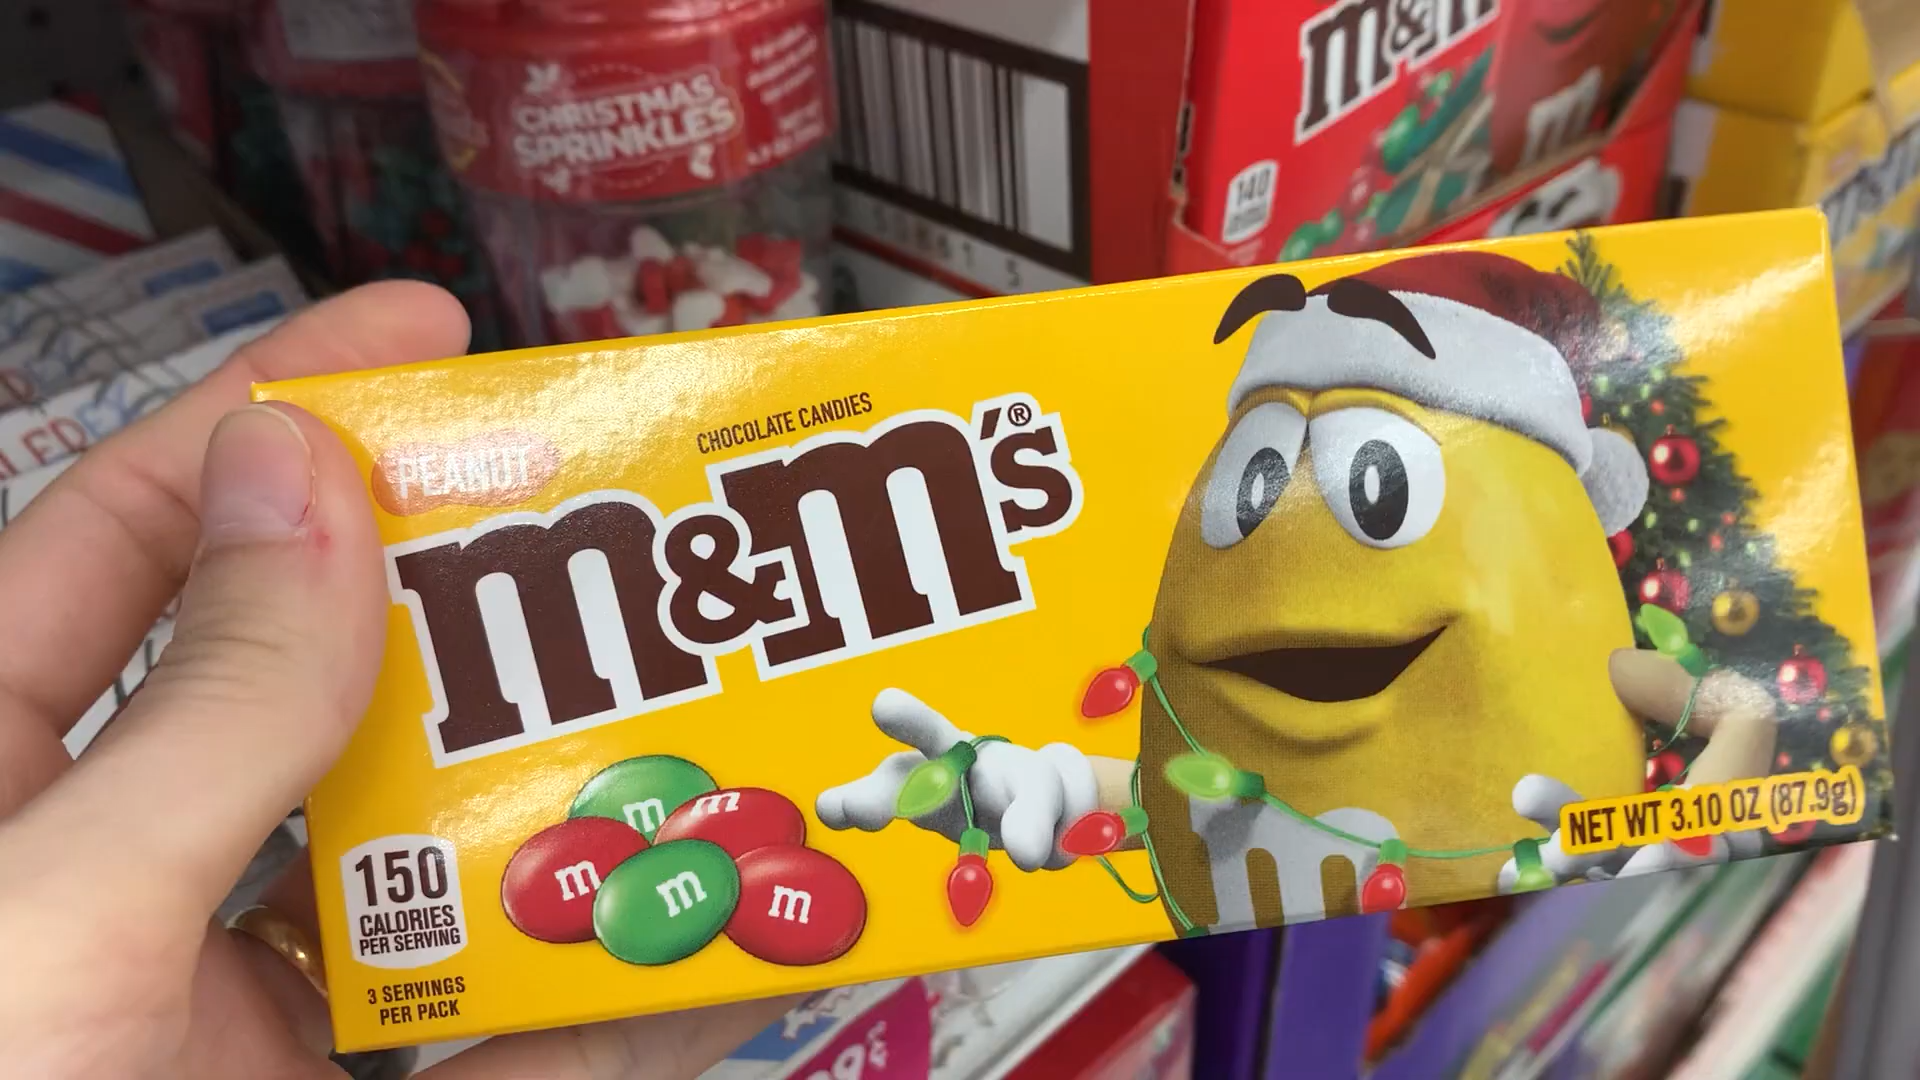 CHRISTMAS
SPRINKLES
m&m
140
PEANUT
CHOCOLATE CANDIES
m&m's®
m
m
m
m
m
m
150
CALORIES
PER SERVING
3 SERVINGS
PER PACK
NET WT 3.10 OZ (87.9g)